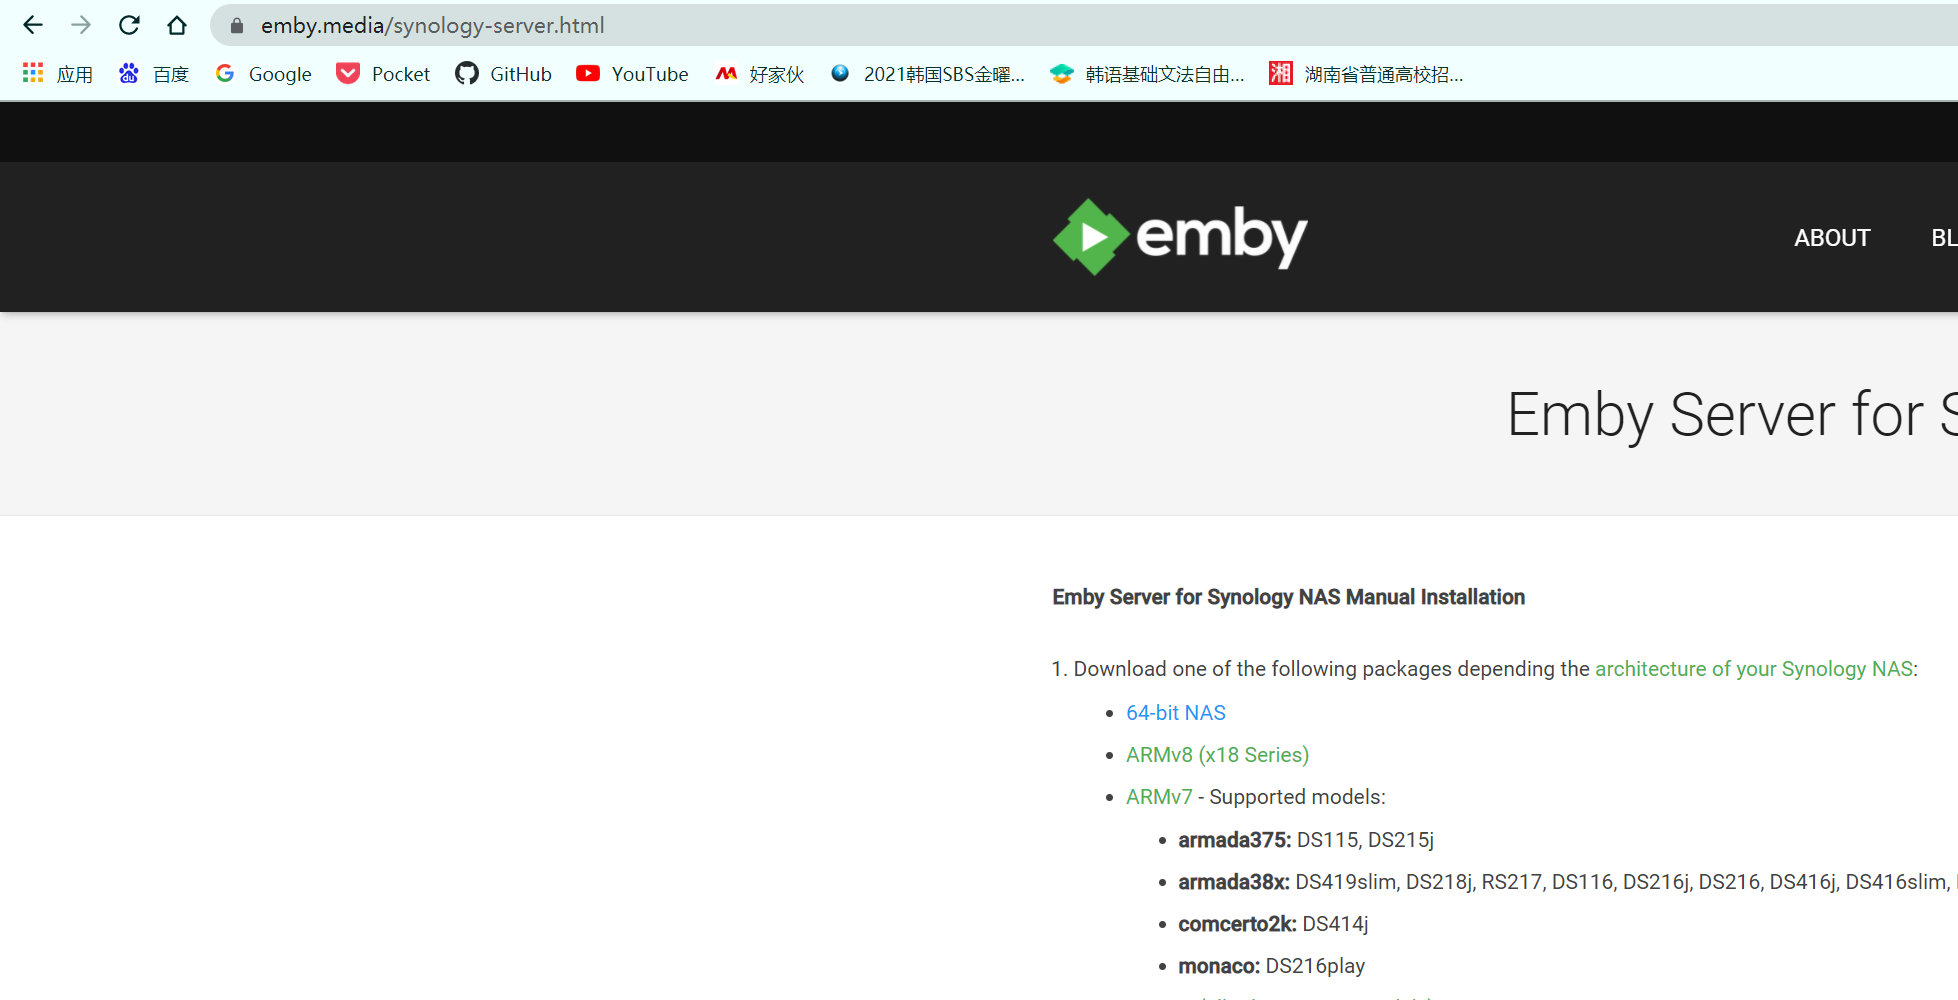 emby.media/synology-server.html
应用 百度 Google Pocket GitHub YouTube 好家伙 2021韩国SBS金曜... 韩语基础文法自由... 湘 湖南省普通高校招...
emby ABOUT BL
Emby Server for S
Emby Server for Synology NAS Manual Installation
1. Download one of the following packages depending the architecture of your Synology NAS:
• 64-bit NAS
• ARMv8 (x18 Series)
• ARMv7 - Supported models:
• armada375: DS115, DS215j
• armada38x: DS419slim, DS218j, RS217, DS116, DS216j, DS216, DS416j, DS416slim,
• comcerto2k: DS414j
• monaco: DS216play